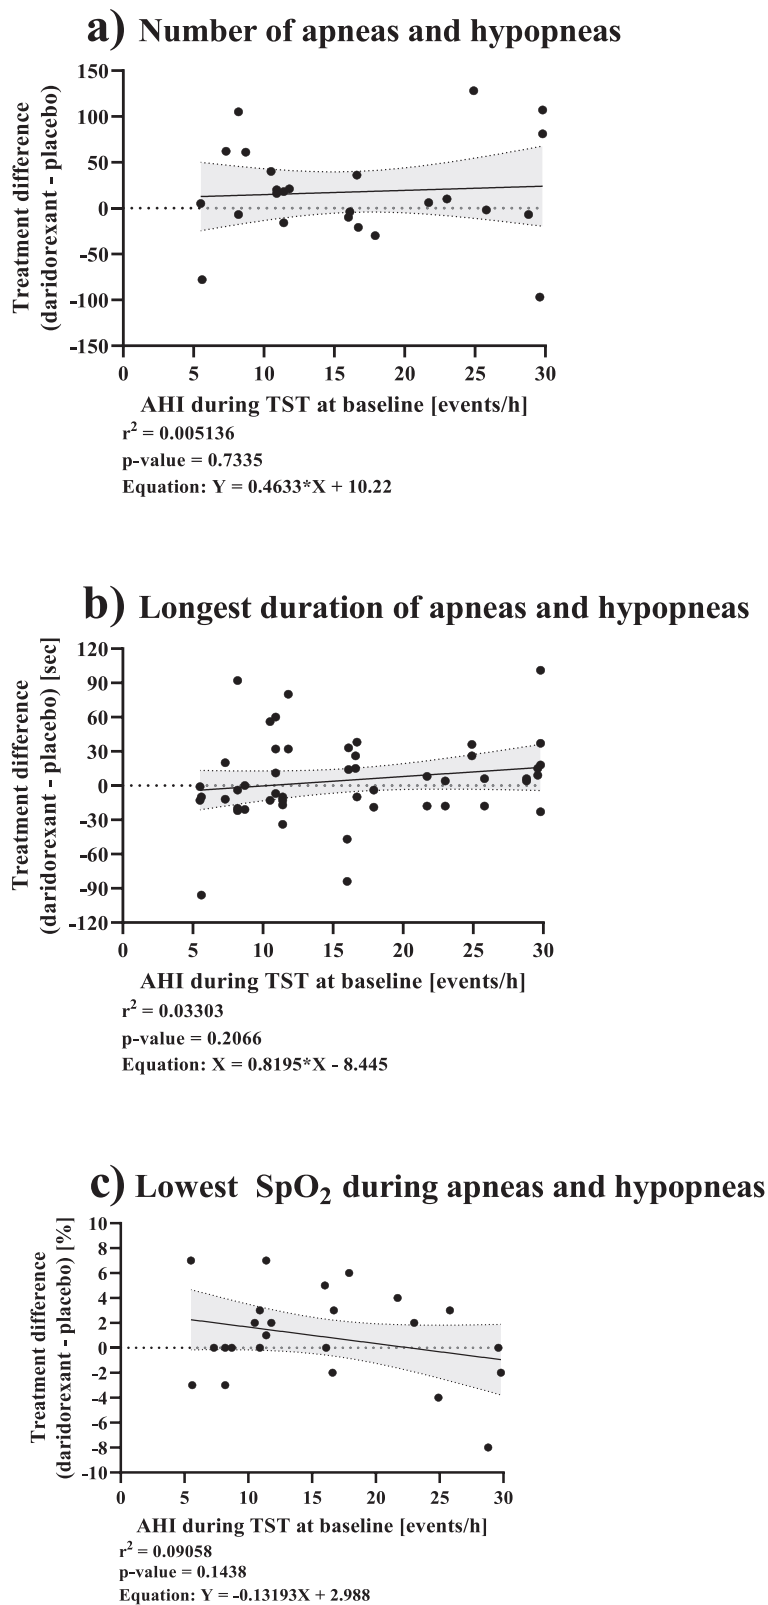 a) Number of apneas and hypopneas
Treatment difference
(daridorexant - placebo)
150
100
50
0
-50
-100
-150
0 5 10 15 20 25 30
AHI during TST at baseline [events/h]
r² = 0.005136
p-value = 0.7335
Equation: Y = 0.4633*X + 10.22
b) Longest duration of apneas and hypopneas
Treatment difference
(daridorexant - placebo) [sec]
120
90
60
30
0
-30
-60
-90
-120
0 5 10 15 20 25 30
AHI during TST at baseline [events/h]
r² = 0.03303
p-value = 0.2066
Equation: X = 0.8195*X - 8.445
c) Lowest SpO₂ during apneas and hypopneas
Treatment difference
(daridorexant - placebo) [%]
10
8
6
4
2
0
-2
-4
-6
-8
-10
0 5 10 15 20 25 30
AHI during TST at baseline [events/h]
r² = 0.09058
p-value = 0.1438
Equation: Y = -0.13193X + 2.988